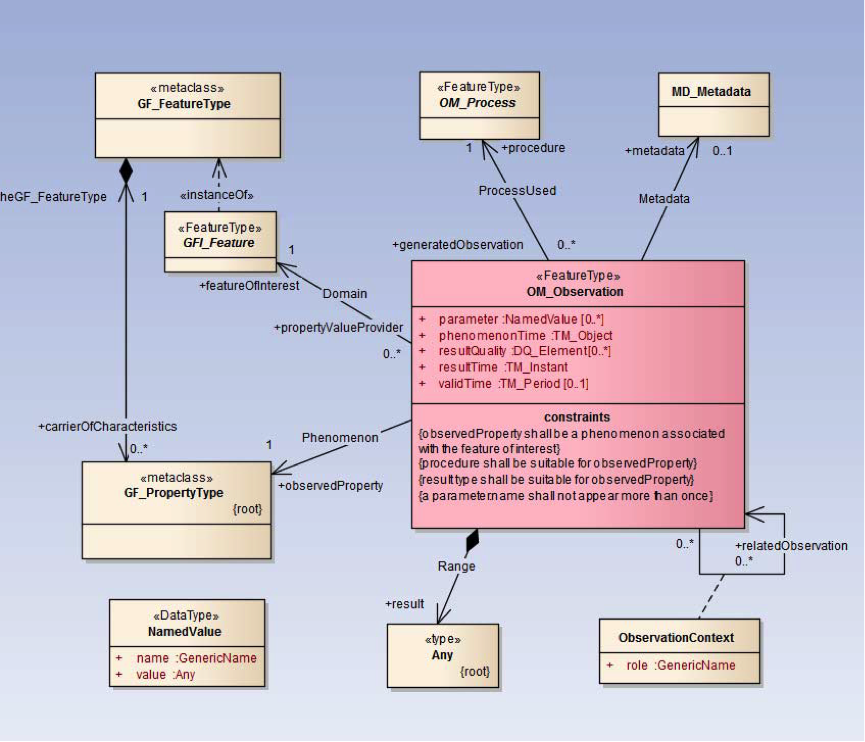 «metaclass»
GF_FeatureType
«FeatureType»
OM_Process
MD_Metadata
1
+procedure
+metadata
0..1
heGF_FeatureType
1
«instanceOf»
ProcessUsed
Metadata
«FeatureType»
GFI_Feature
1
+generatedObservation
0..*
+featureOfInterest
Domain
+propertyValueProvider
0..*
«FeatureType»
OM_Observation
+ parameter :NamedValue [0..*]
+ phenomenonTime :TM_Object
+ resultQuality :DQ_Element[0..*]
+ resultTime :TM_Instant
+ validTime :TM_Period [0..1]
constraints
{observedProperty shall be a phenomenon associated
with the feature of interest}
{procedure shall be suitable for observedProperty}
{result type shall be suitable for observedProperty}
{a parameter name shall not appear more than once}
+carrierOfCharacteristics
0..*
1
Phenomenon
+observedProperty
«metaclass»
GF_PropertyType
{root}
0..*
+relatedObservation
0..*
Range
+result
«DataType»
NamedValue
+ name :GenericName
+ value :Any
«type»
Any
{root}
ObservationContext
+ role :GenericName